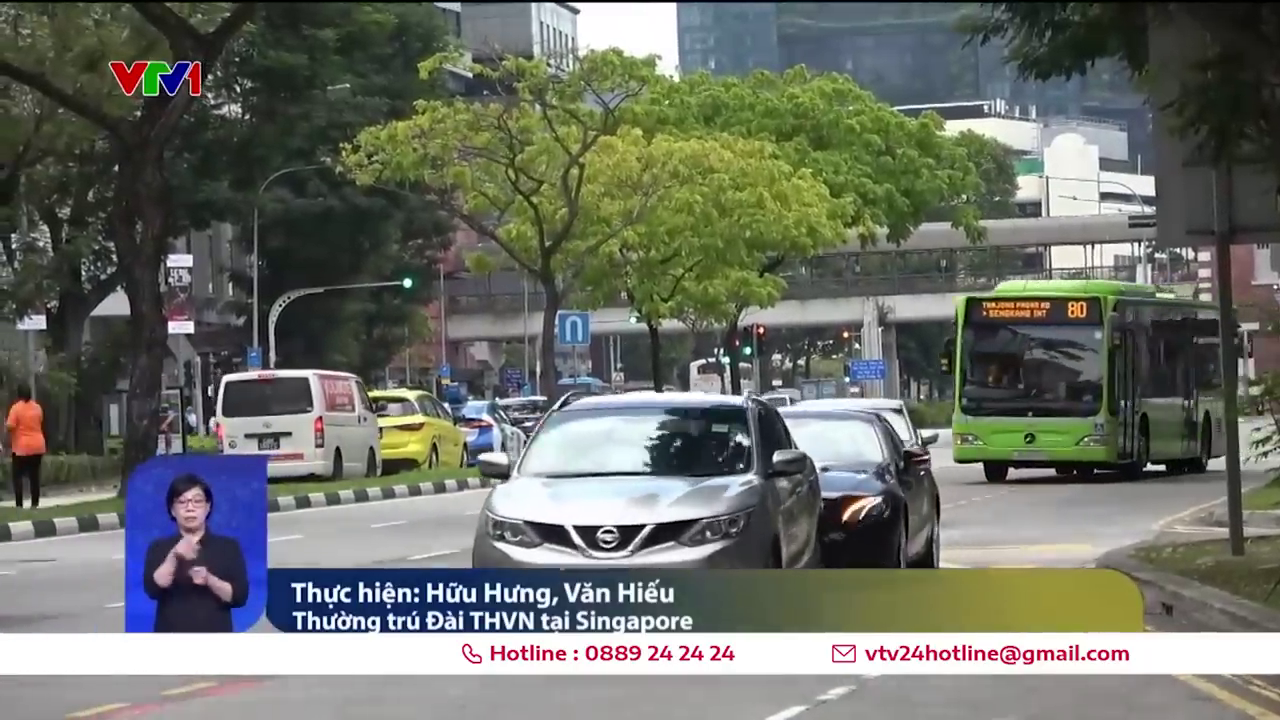 VTV1
TANJONG PAGAR RD
> SENGKANG INT
80
Thực hiện: Hữu Hưng, Văn Hiếu
Thường trú Đài THVN tại Singapore
Hotline : 0889 24 24 24
vtv24hotline@gmail.com